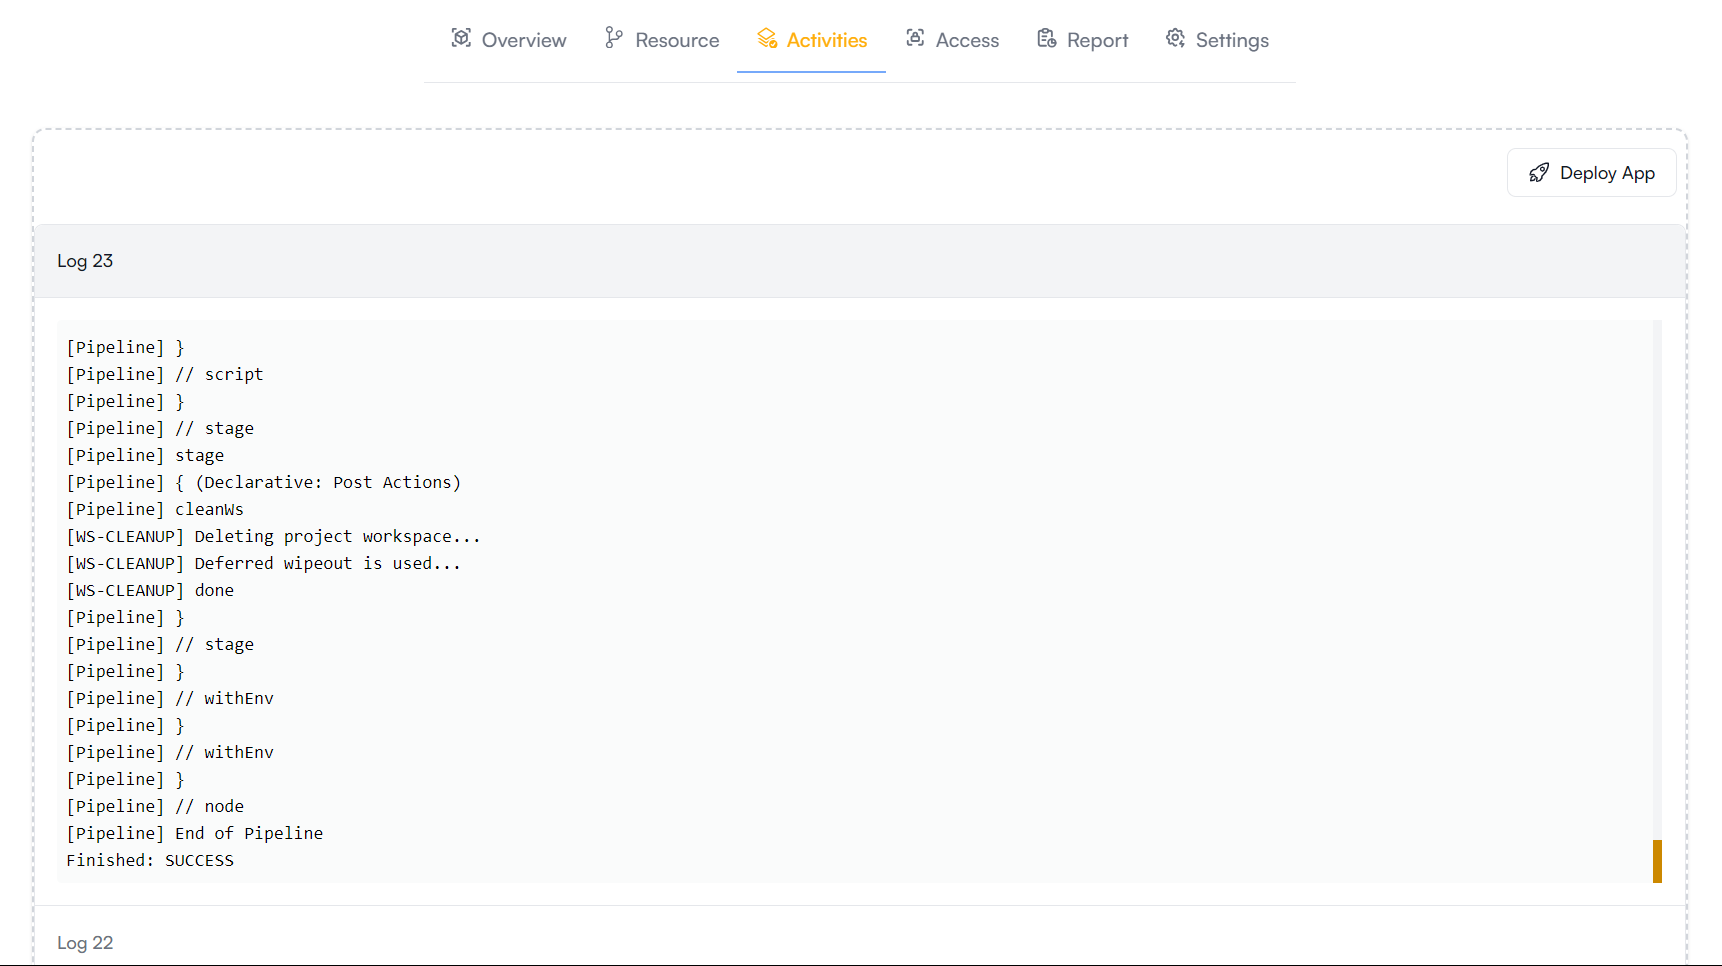 Overview Resource Activities Access Report Settings
Deploy App
Log 23
[Pipeline] }
[Pipeline] // script
[Pipeline] }
[Pipeline] // stage
[Pipeline] stage
[Pipeline] { (Declarative: Post Actions)
[Pipeline] cleanWs
[WS-CLEANUP] Deleting project workspace...
[WS-CLEANUP] Deferred wipeout is used...
[WS-CLEANUP] done
[Pipeline] }
[Pipeline] // stage
[Pipeline] }
[Pipeline] // withEnv
[Pipeline] }
[Pipeline] // withEnv
[Pipeline] }
[Pipeline] // node
[Pipeline] End of Pipeline
Finished: SUCCESS
Log 22